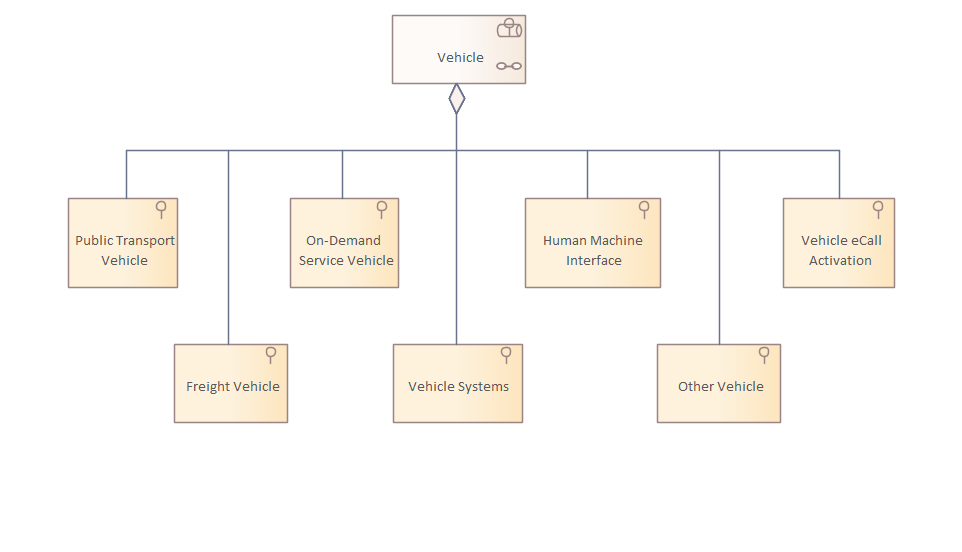 Vehicle
Public Transport
Vehicle
On-Demand
Service Vehicle
Human Machine
Interface
Vehicle eCall
Activation
Freight Vehicle
Vehicle Systems
Other Vehicle